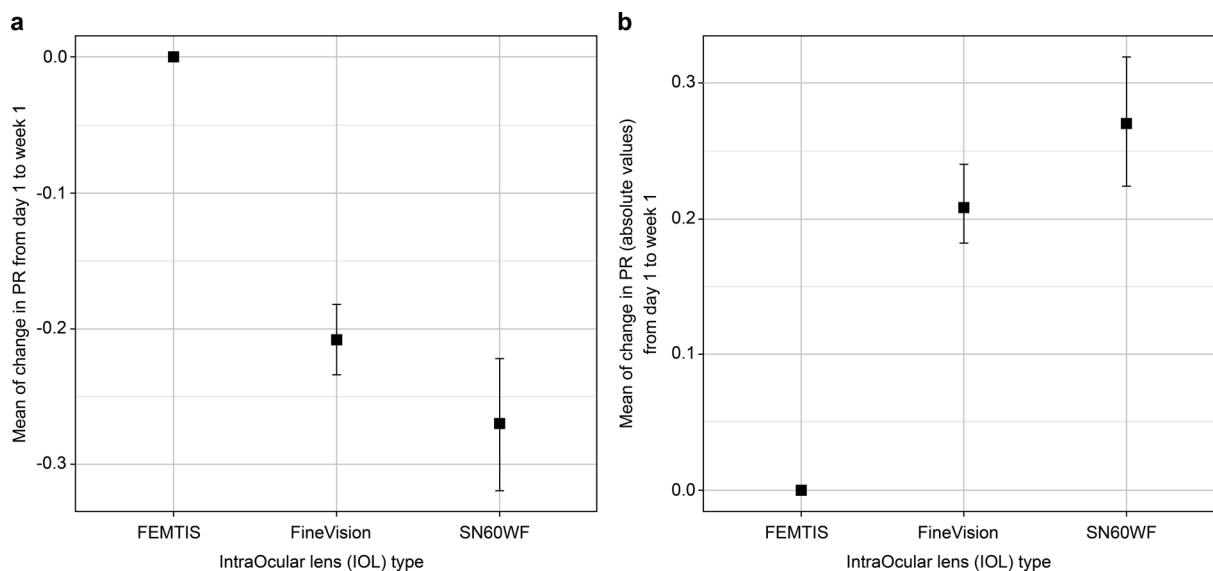 a
Mean of change in PR from day 1 to week 1
0.0
-0.1
-0.2
-0.3
FEMTIS FineVision SN60WF
IntraOcular lens (IOL) type
b
Mean of change in PR (absolute values)
from day 1 to week 1
0.3
0.2
0.1
0.0
FEMTIS FineVision SN60WF
IntraOcular lens (IOL) type